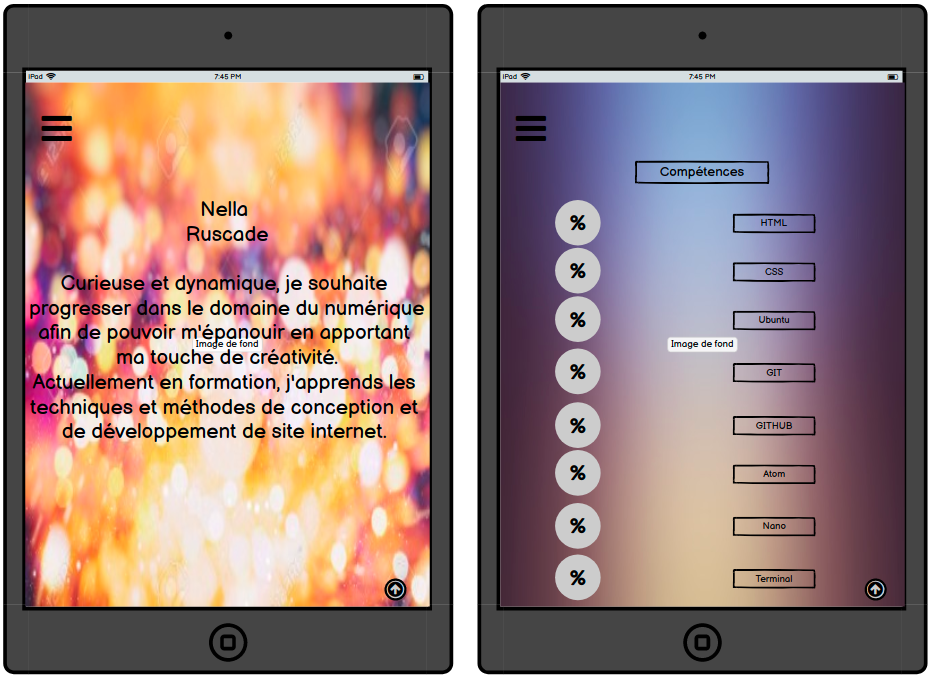 iPad
7:45 PM
Nella
Ruscade
Curieuse et dynamique, je souhaite
progresser dans le domaine du numérique
afin de pouvoir m'épanouir en apportant
Image de fond
ma touche de créativité.
Actuellement en formation, j'apprends les
techniques et méthodes de conception et
de développement de site internet.
iPad
7:45 PM
Compétences
% HTML
% CSS
% Ubuntu
Image de fond
% GIT
% GITHUB
% Atom
% Nano
% Terminal